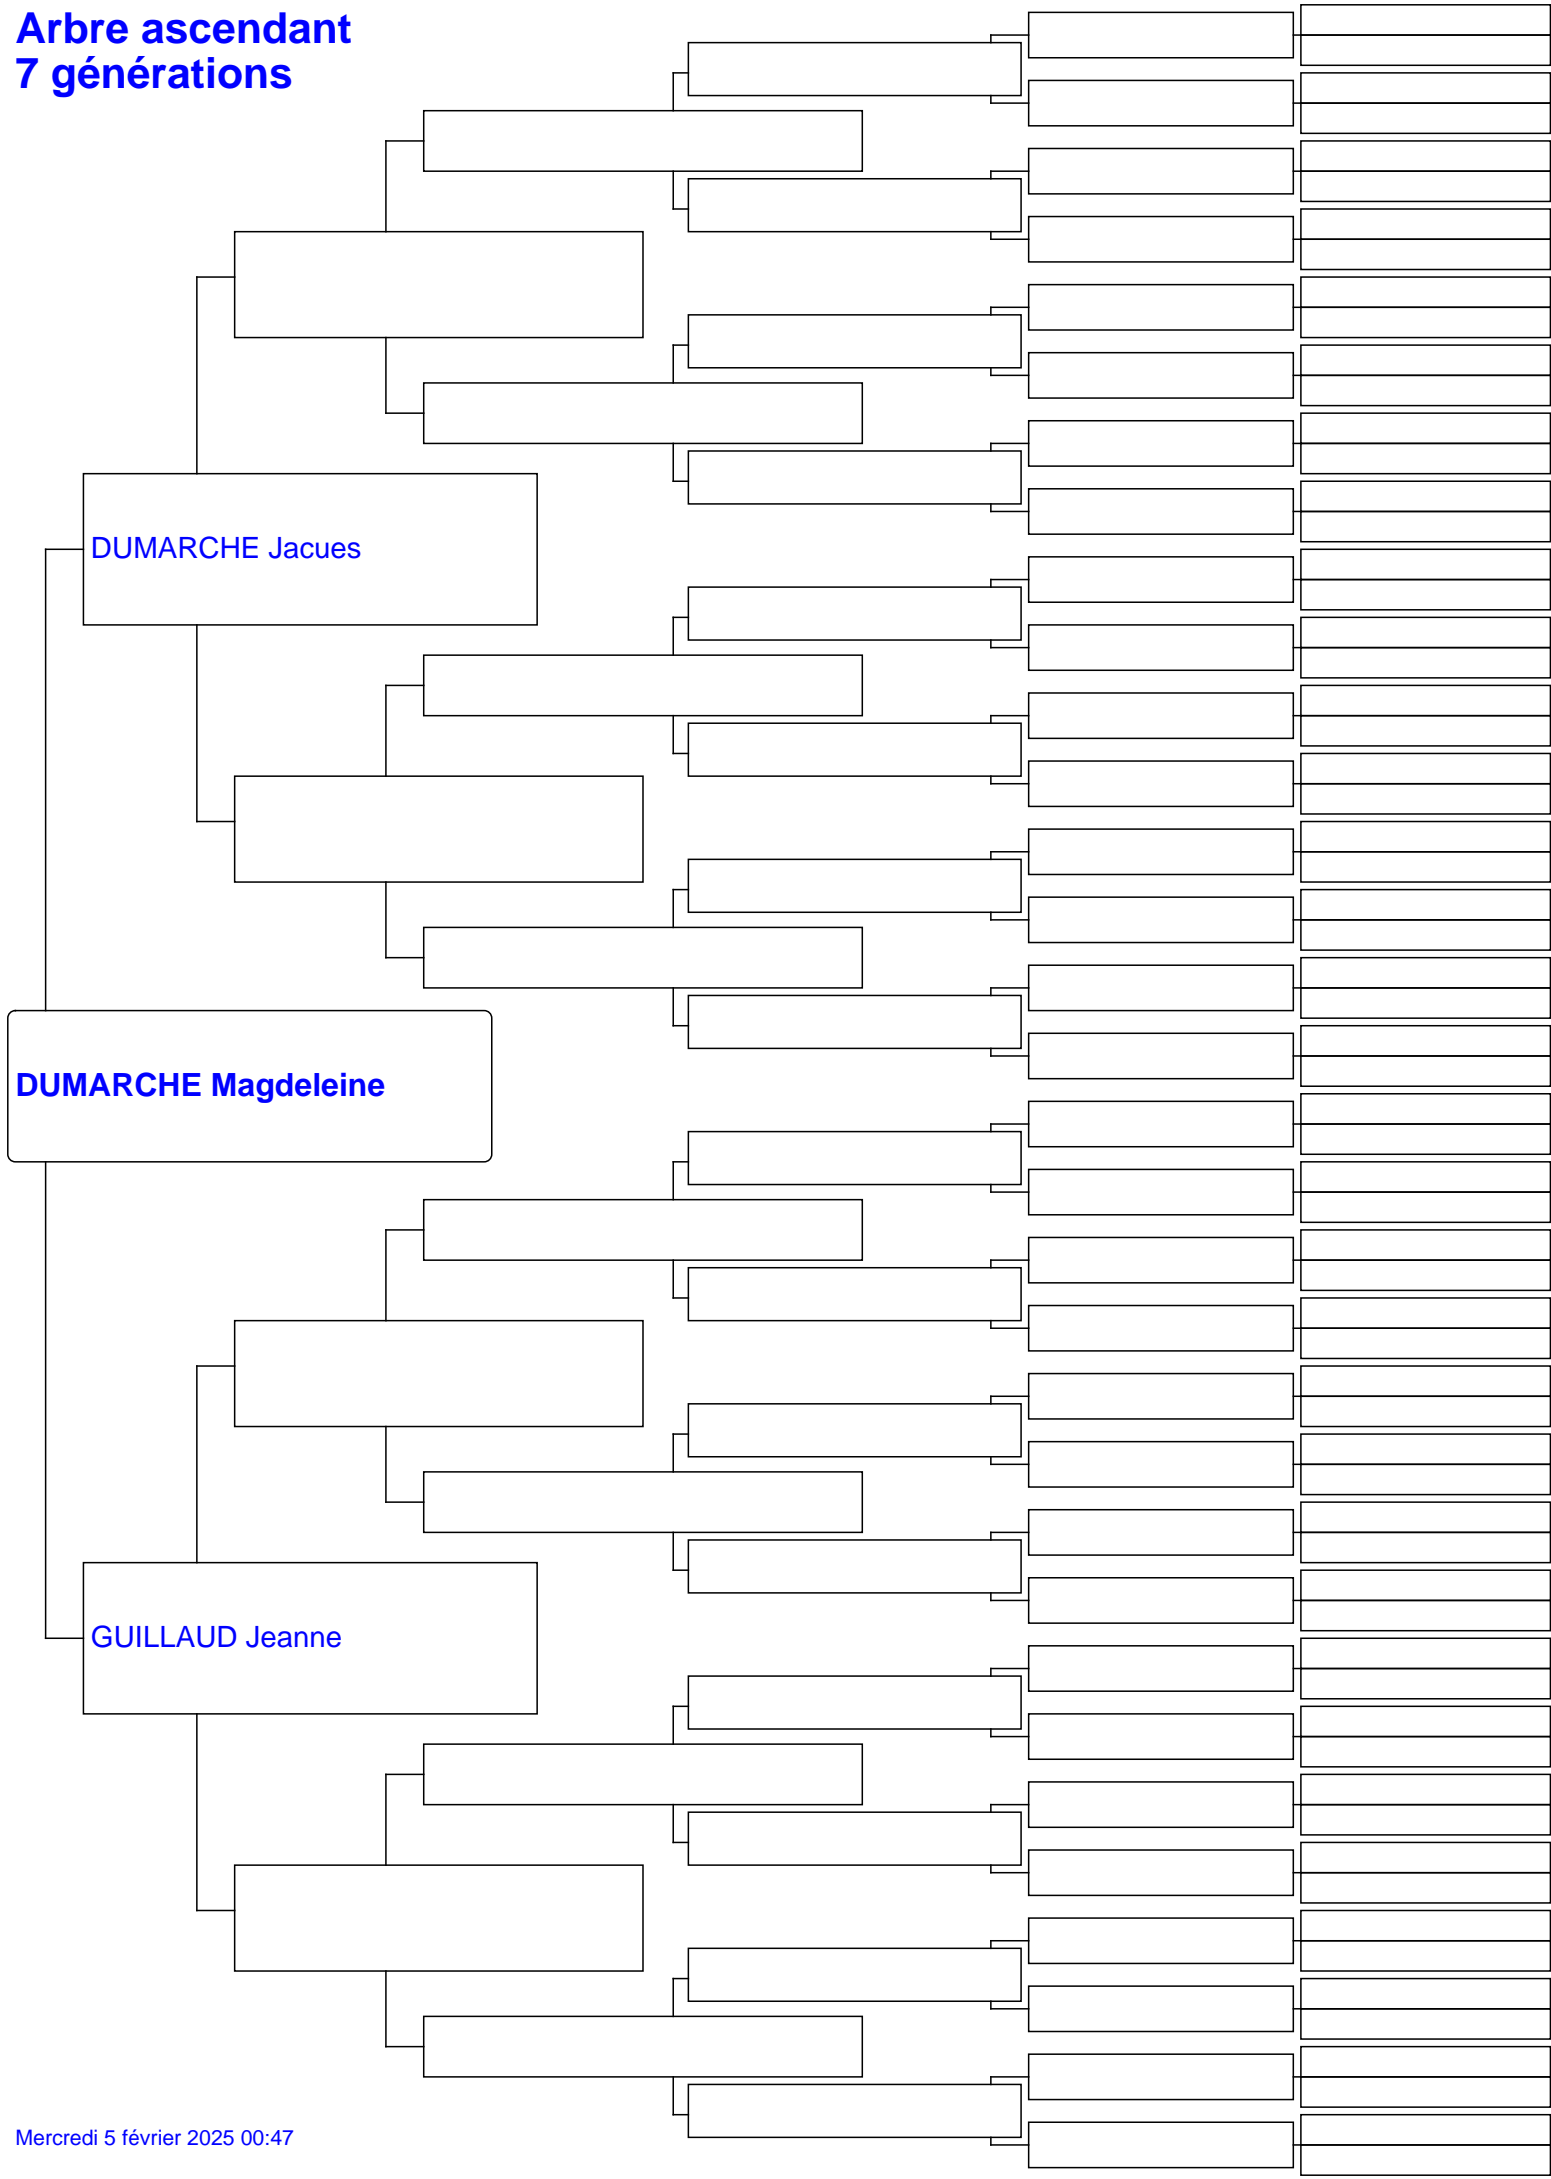 Arbre ascendant
7 générations
DUMARCHE Jacues
DUMARCHE Magdeleine
GUILLAUD Jeanne
Mercredi 5 février 2025 00:47